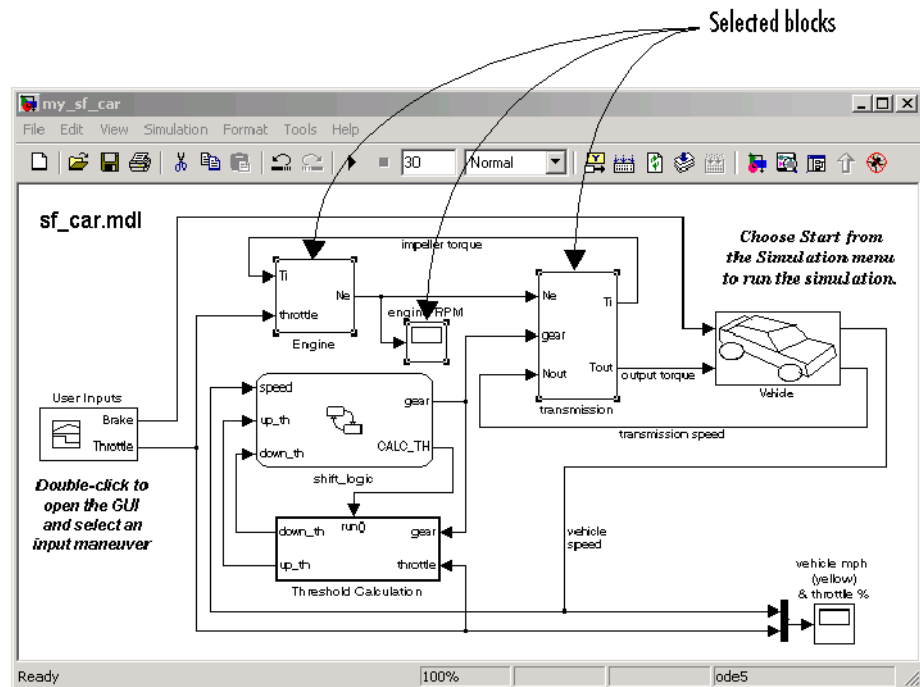 Selected blocks
my_sf_car
File Edit View Simulation Format Tools Help
30
Normal
sf_car.mdl
impeller torque
Choose Start from
the Simulation menu
to run the simulation.
Ti
Ne
throttle
Engine
engine RPM
Ne
Ti
gear
Nout
Tout
transmission
output torque
Vehicle
transmission speed
User Inputs
Brake
Throttle
Double-click to
open the GUI
and select an
input maneuver
speed
gear
up_th
CALC_TH
down_th
shift_logic
run()
down_th
gear
up_th
throttle
Threshold Calculation
vehicle
speed
vehicle mph
(yellow)
& throttle %
Ready
100%
ode5